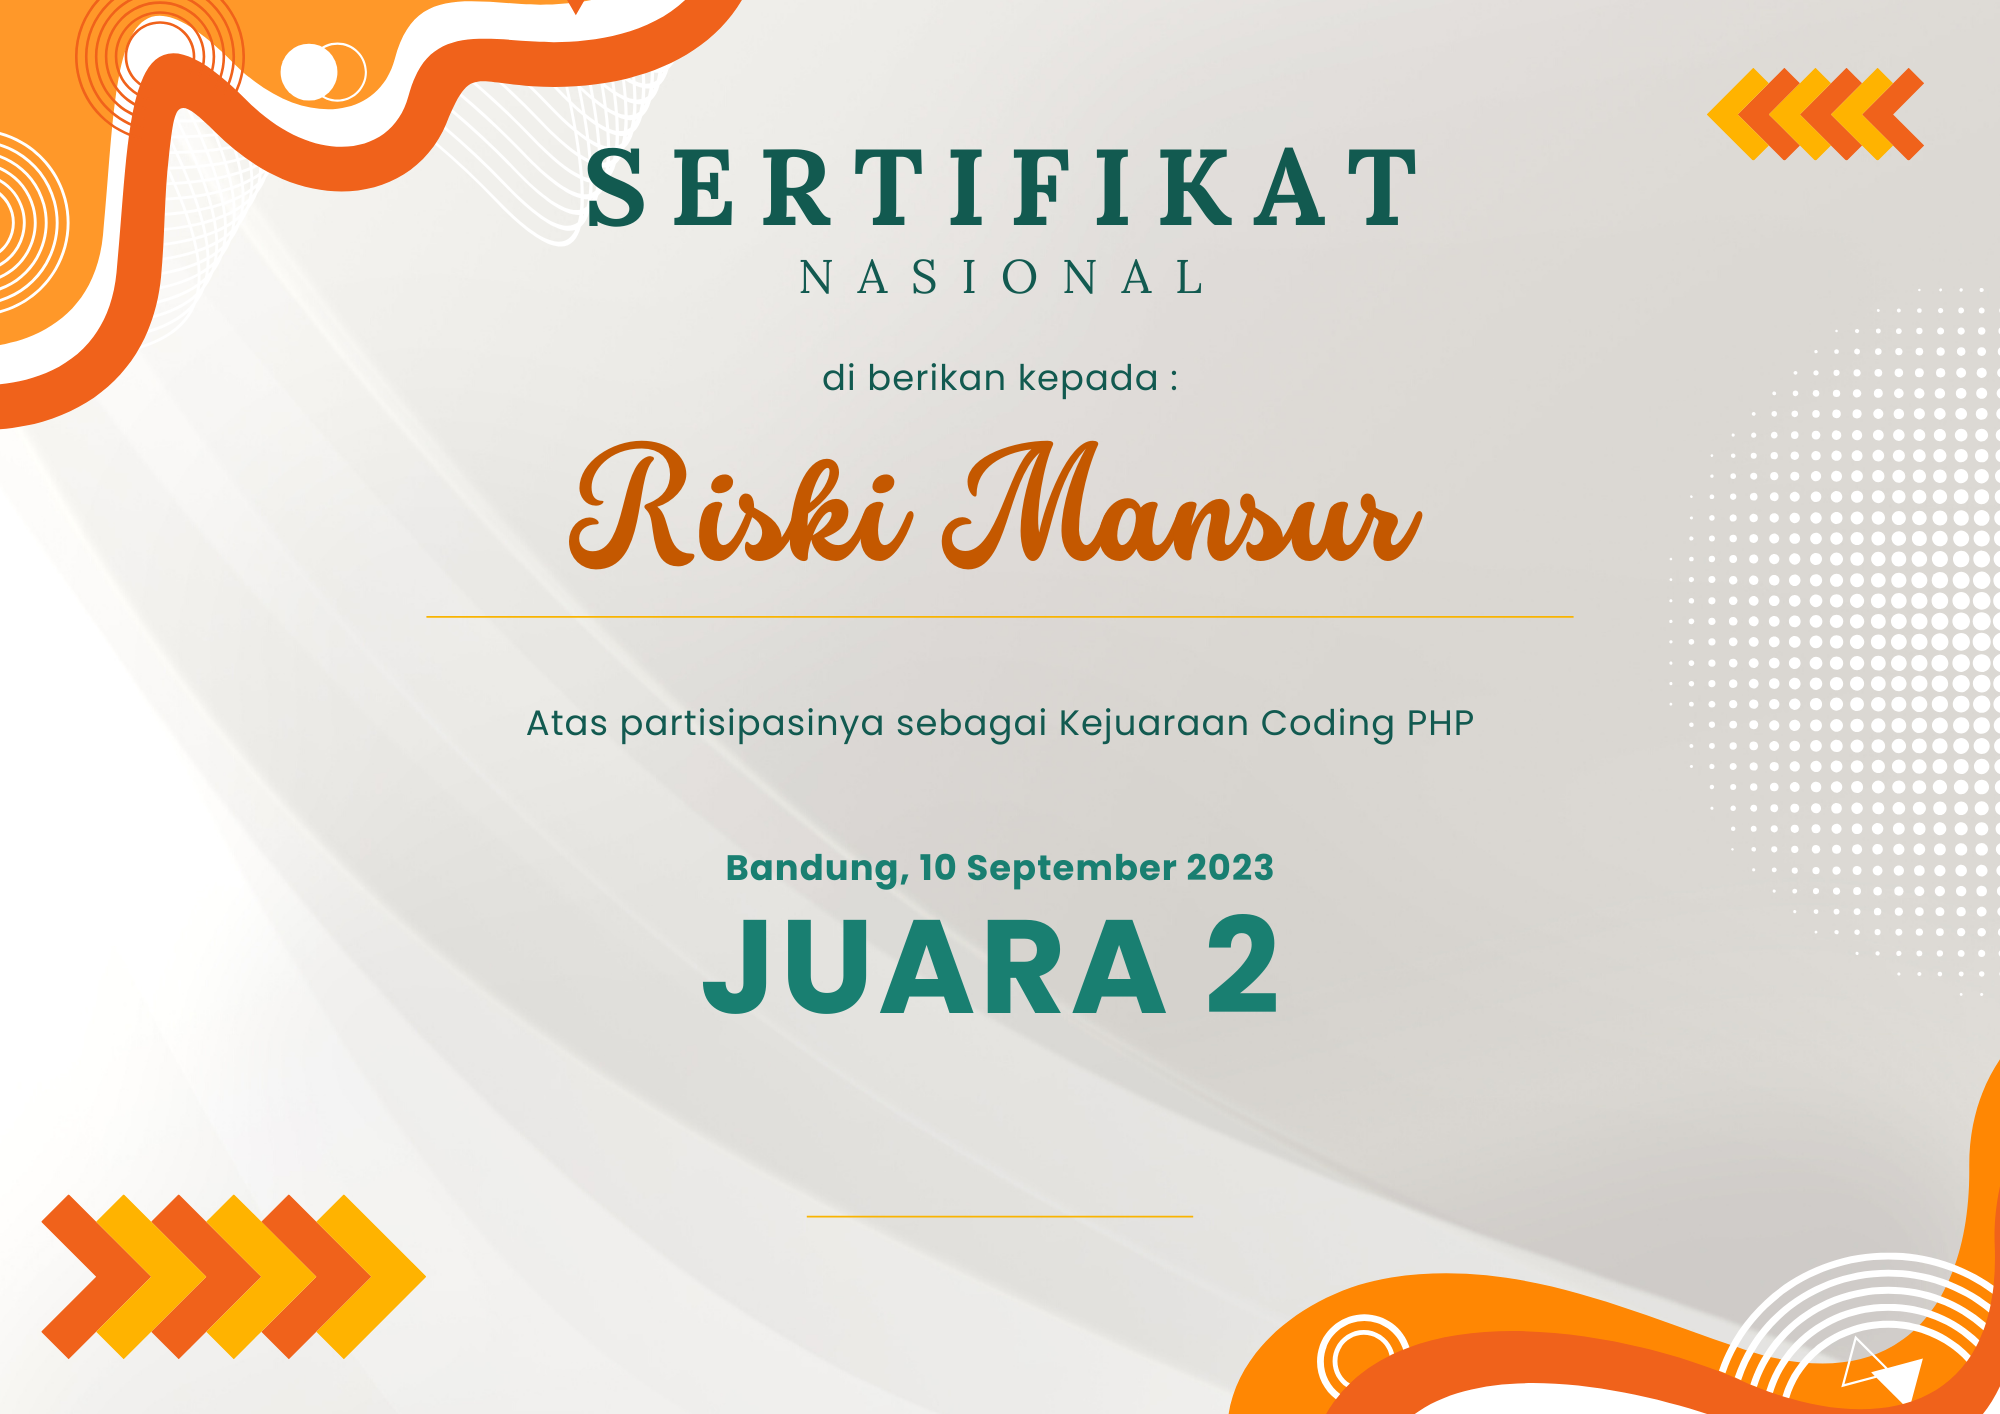 SERTIFIKAT
NASIONAL
di berikan kepada :
Riski Mansur
Atas partisipasinya sebagai Kejuaraan Coding PHP
Bandung, 10 September 2023
JUARA 2